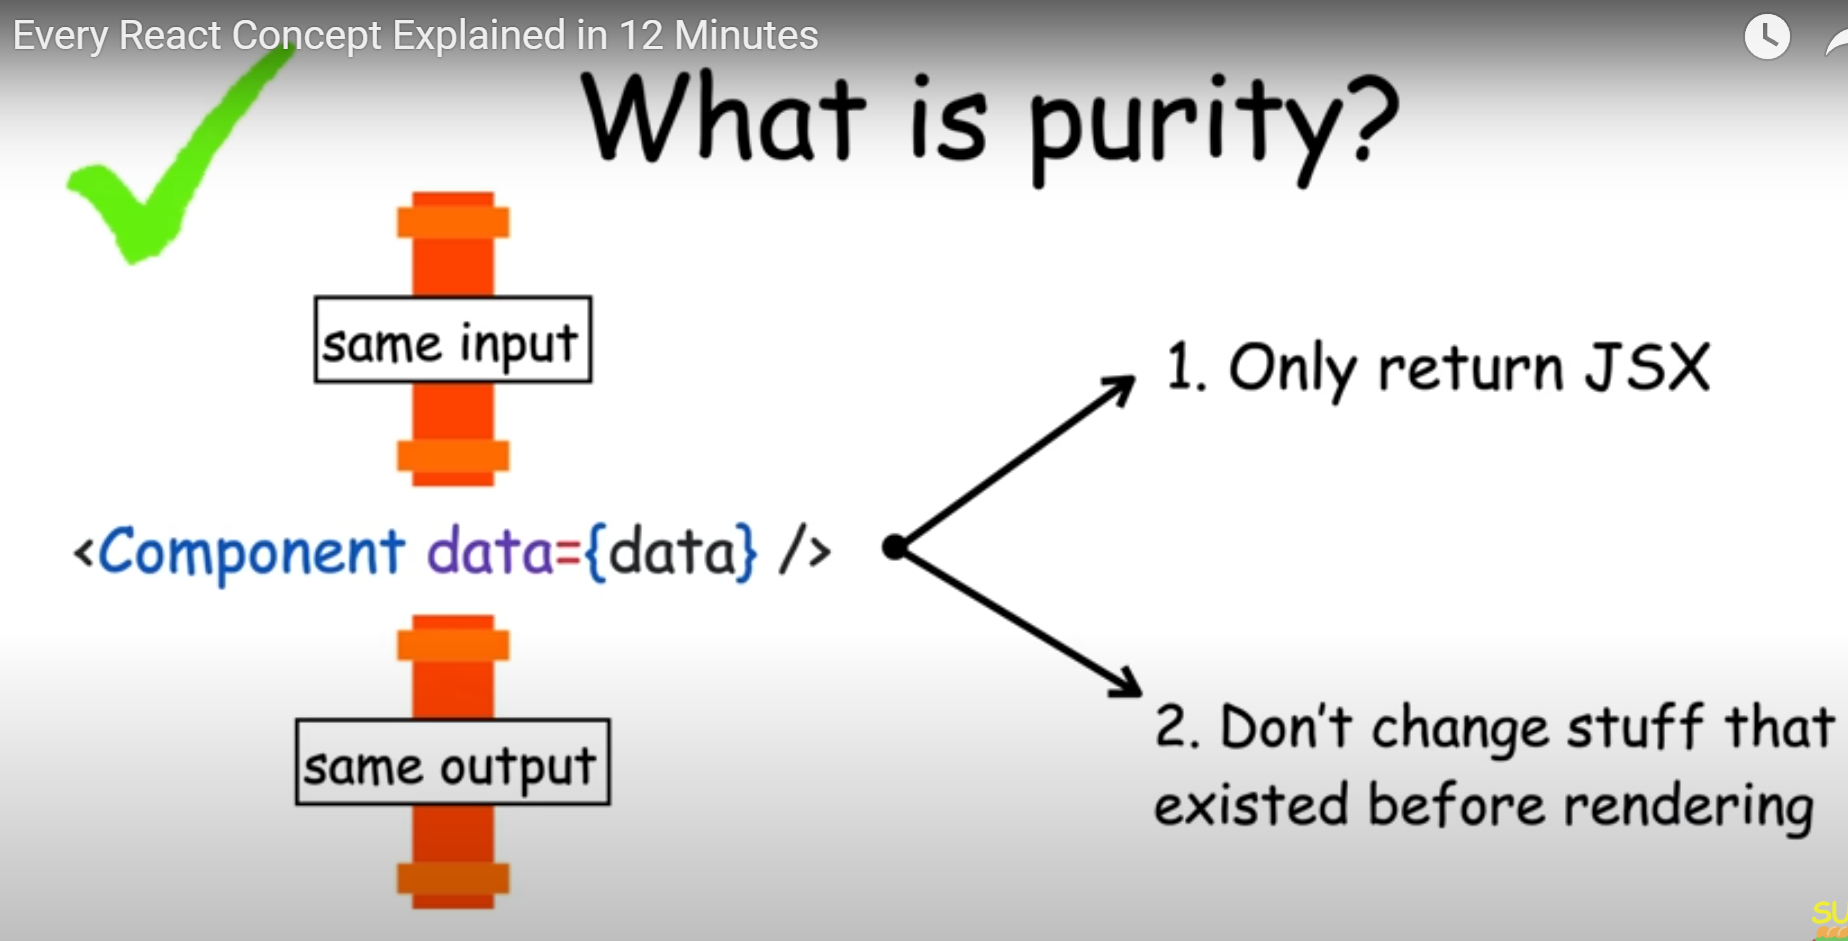 Every React Concept Explained in 12 Minutes
What is purity?
same input
<Component data={data} />
same output
1. Only return JSX
2. Don't change stuff that
existed before rendering
SU